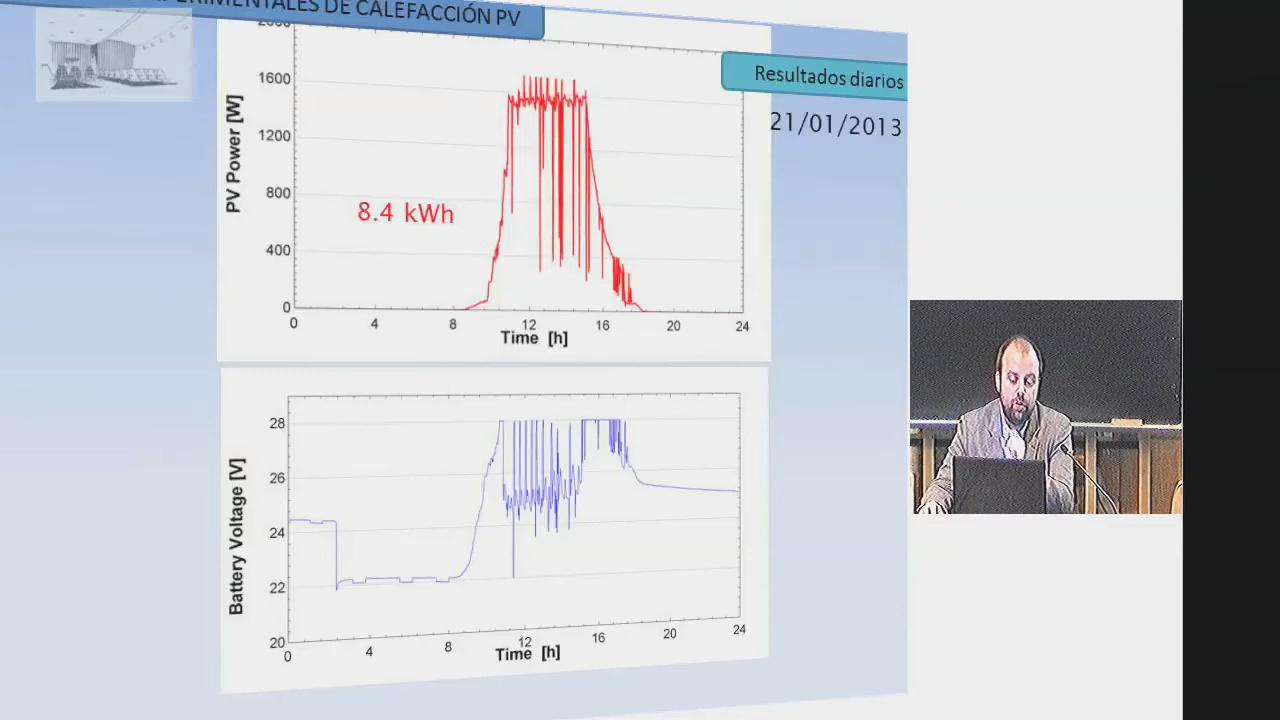 DE CALEFACCIÓN PV
Resultados diarios
21/01/2013
2000
1600
1200
800
400
0
PV Power [W]
8.4 kWh
0 4 8 12 16 20 24
Time [h]
28
26
24
22
20
Battery Voltage [V]
0 4 8 12 16 20 24
Time [h]